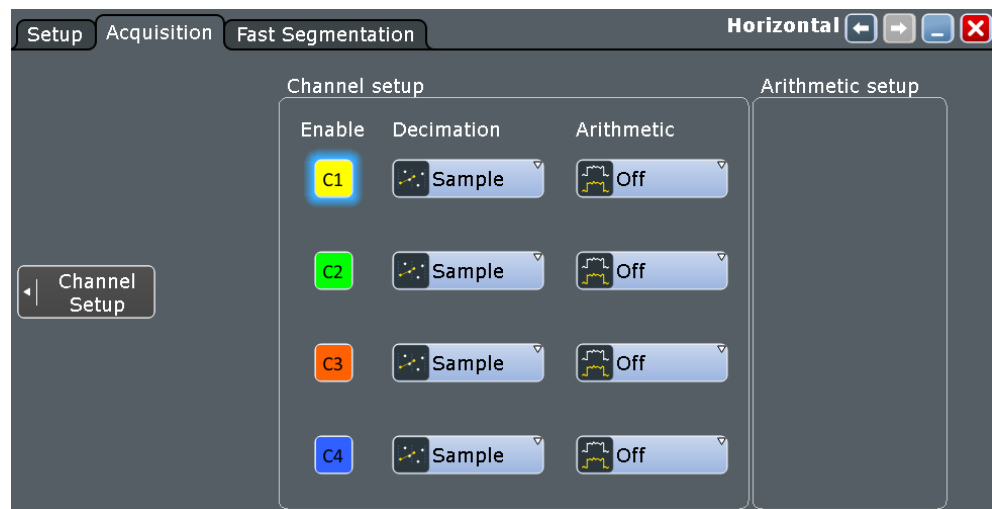 Setup Acquisition Fast Segmentation Horizontal
Channel setup Arithmetic setup
Enable Decimation Arithmetic
C1 Sample Off
C2 Sample Off
Channel
Setup
C3 Sample Off
C4 Sample Off